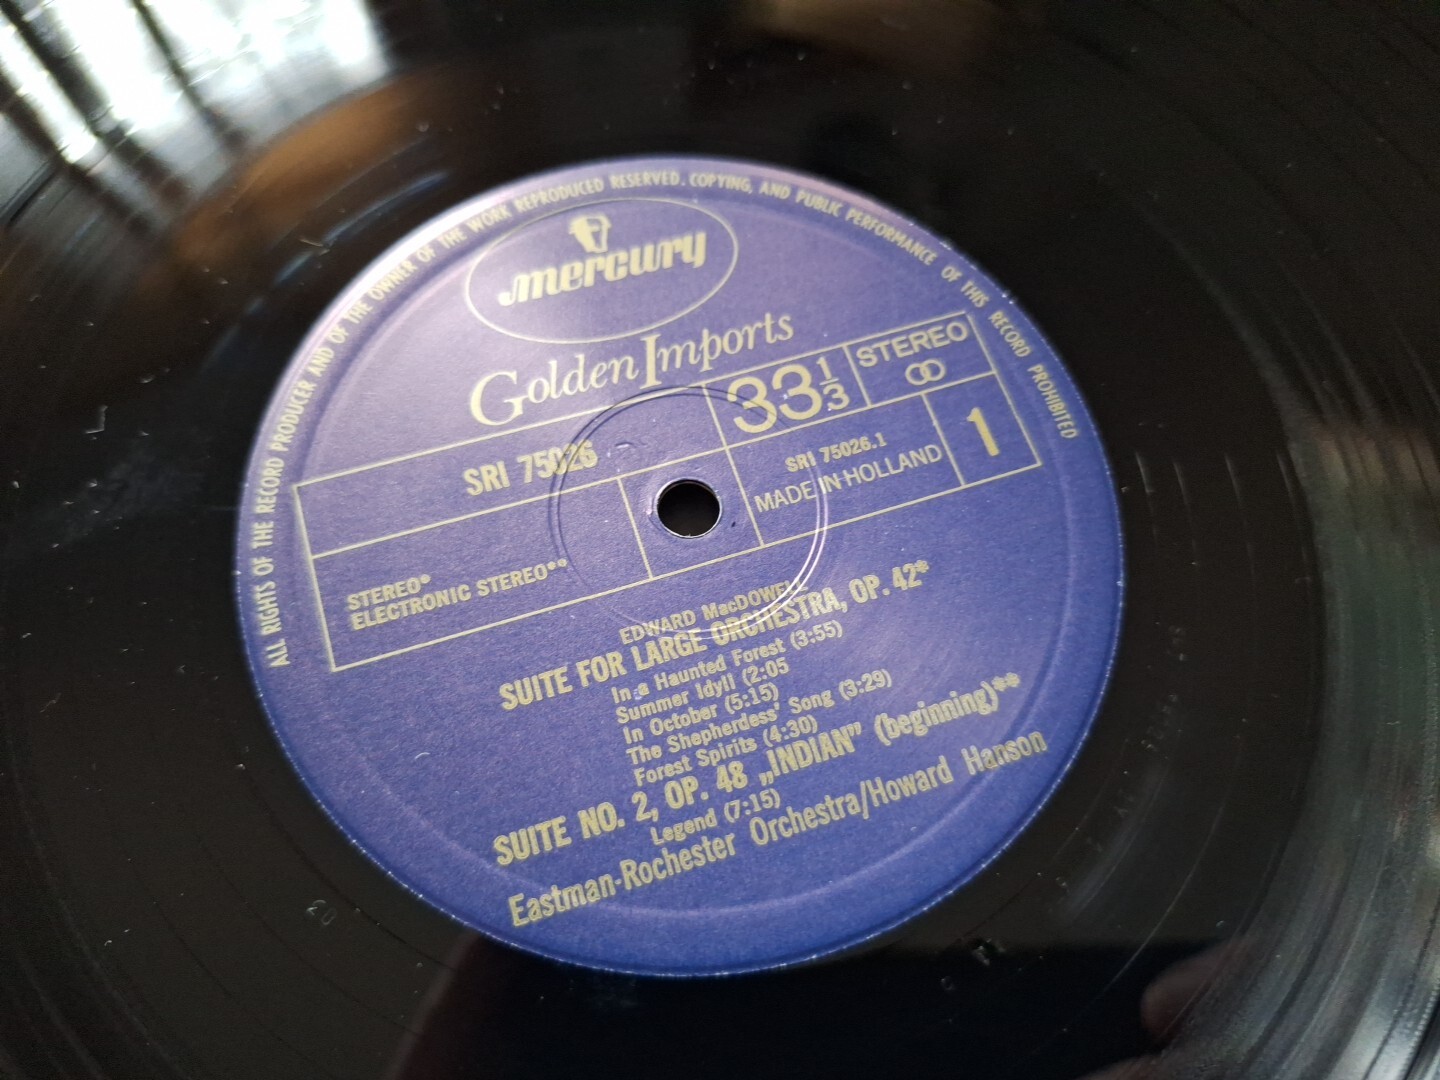 ALL RIGHTS OF THE RECORD PRODUCER AND OF THE OWNER OF THE WORK REPRODUCED RESERVED. COPYING, AND PUBLIC PERFORMANCE OF THIS RECORD PROHIBITED
mercury
Golden Imports
33 1/3
STEREO
SRI 75026
SRI 75026.1
1
MADE IN HOLLAND
STEREO*
ELECTRONIC STEREO**
EDWARD MacDOWELL
SUITE FOR LARGE ORCHESTRA, OP. 42*
In a Haunted Forest (3:55)
Summer Idyll (2:05
In October (5:15)
The Shepherdess' Song (3:29)
Forest Spirits (4:30)
SUITE NO. 2, OP. 48 „INDIAN” (beginning)**
Legend (7:15)
Eastman-Rochester Orchestra/Howard Hanson
20